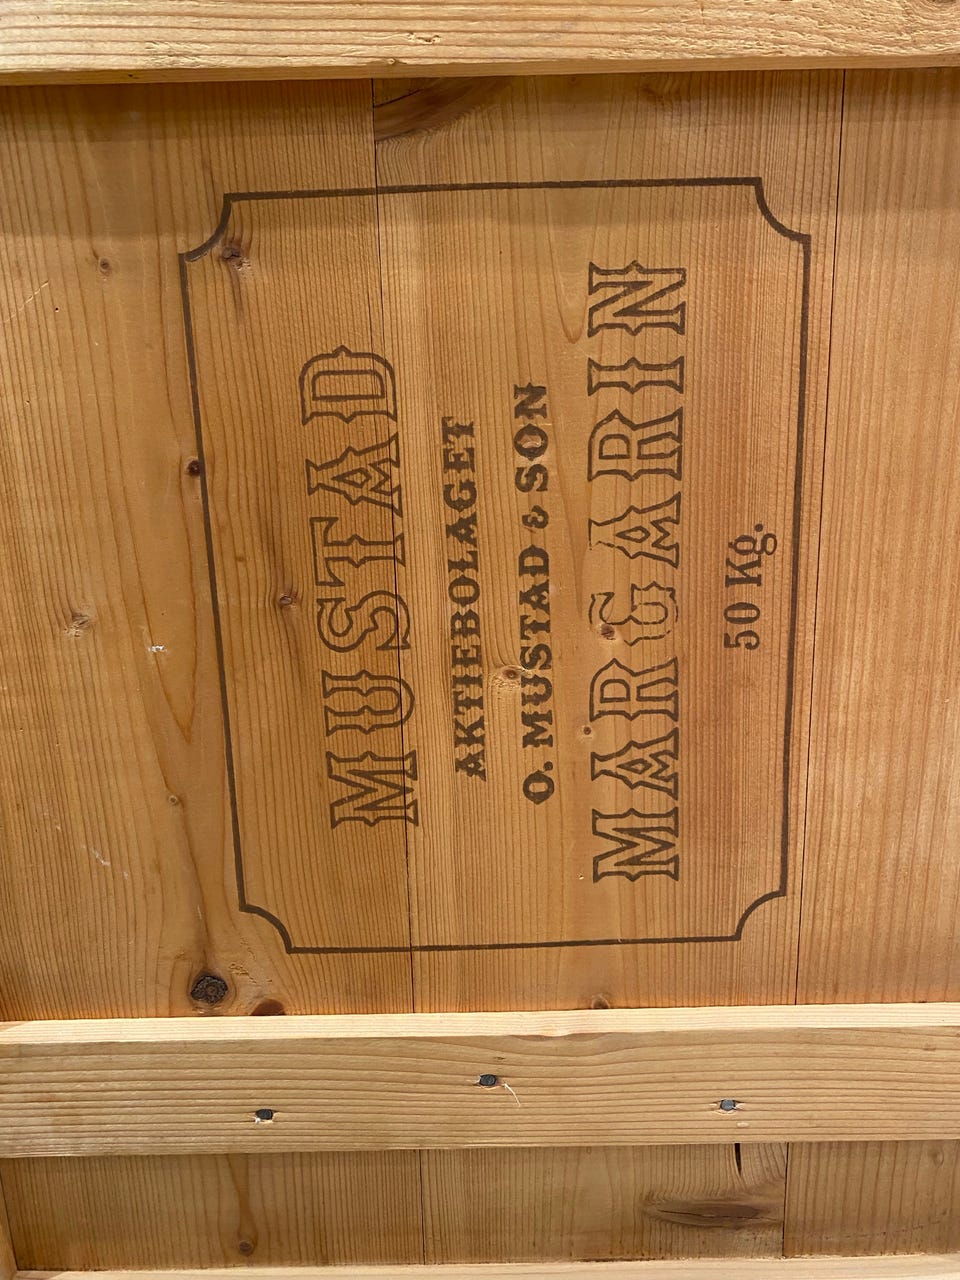 MUSTAD
AKTIEBOLAGET
O. MUSTAD & SON
MARGARIN
50 Kg.